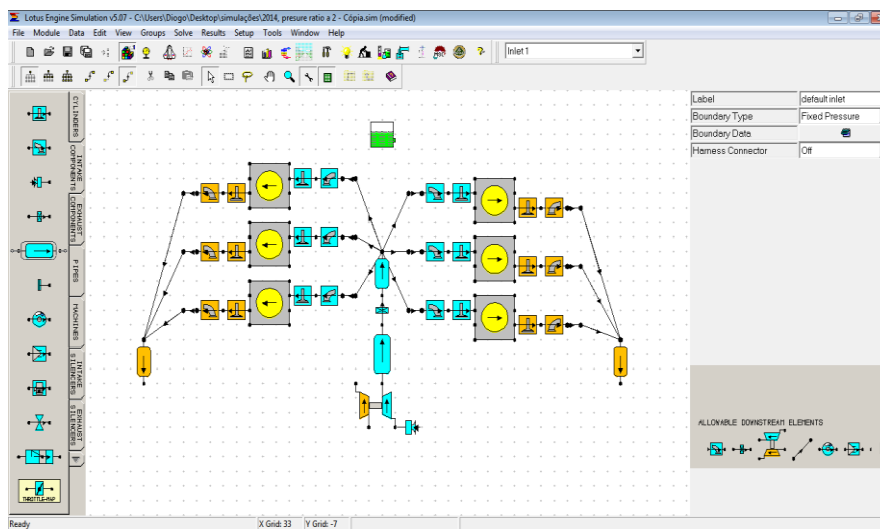 Lotus Engine Simulation v5.07 - C:\Users\Diogo\Desktop\simulações\2014, presure ratio a 2 - Cópia.sim (modified)
File Module Data Edit View Groups Solve Results Setup Tools Window Help
Inlet 1
CYLINDERS
INTAKE COMPONENTS
EXHAUST COMPONENTS
PIPES
MACHINES
INTAKE SILENCERS
EXHAUST SILENCERS
THROTTLE-MAP
Label default inlet
Boundary Type Fixed Pressure
Boundary Data
Harness Connector Off
ALLOWABLE DOWNSTREAM ELEMENTS
Ready X Grid: 33 Y Grid: -7